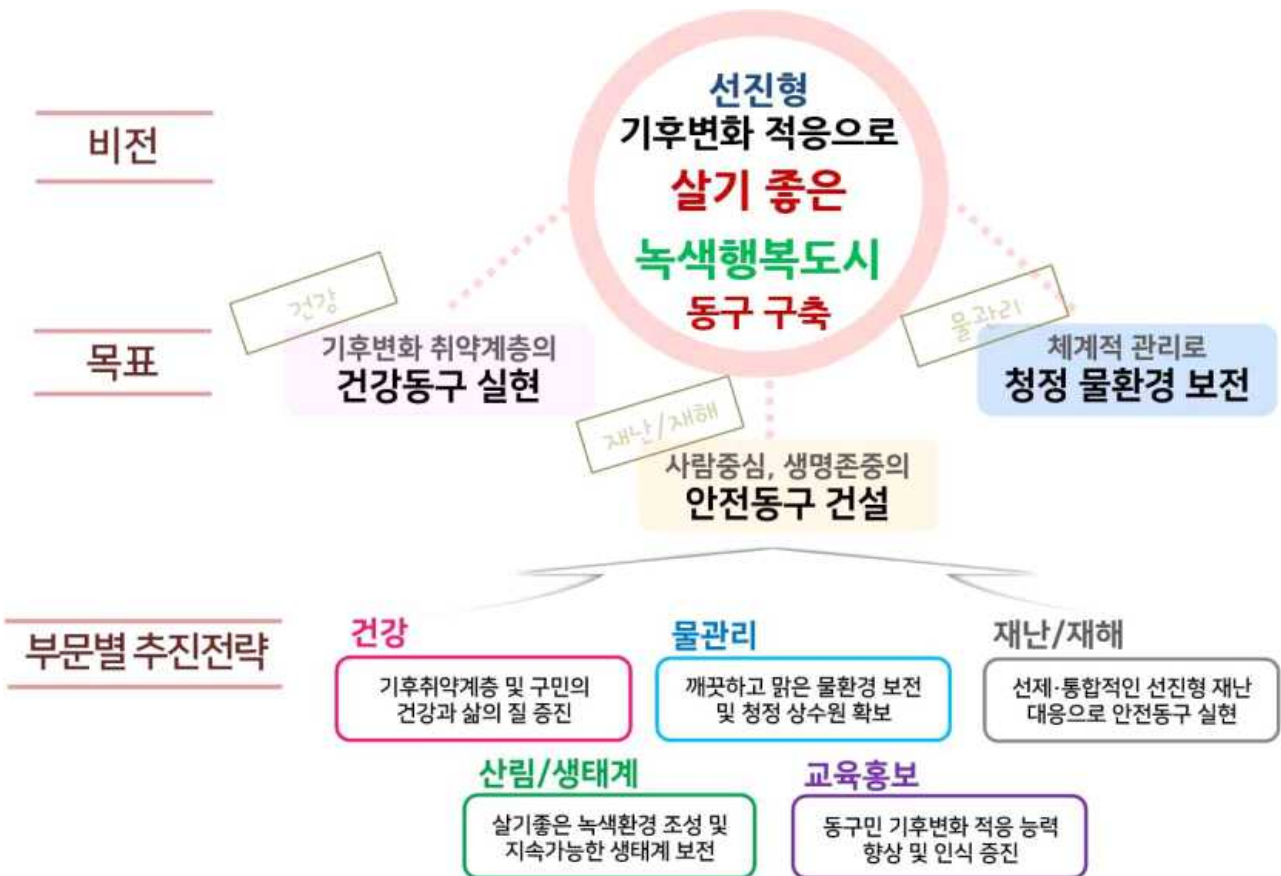 비전
선진형
기후변화 적응으로
살기 좋은
녹색행복도시
동구 구축
목표
건강
기후변화 취약계층의
건강동구 실현
재난/재해
사람중심, 생명존중의
안전동구 건설
물관리
체계적 관리로
청정 물환경 보전
부문별 추진전략
건강
기후취약계층 및 구민의
건강과 삶의 질 증진
물관리
깨끗하고 맑은 물환경 보전
및 청정 상수원 확보
재난/재해
선제·통합적인 선진형 재난
대응으로 안전동구 실현
산림/생태계
살기좋은 녹색환경 조성 및
지속가능한 생태계 보전
교육홍보
동구민 기후변화 적응 능력
향상 및 인식 증진